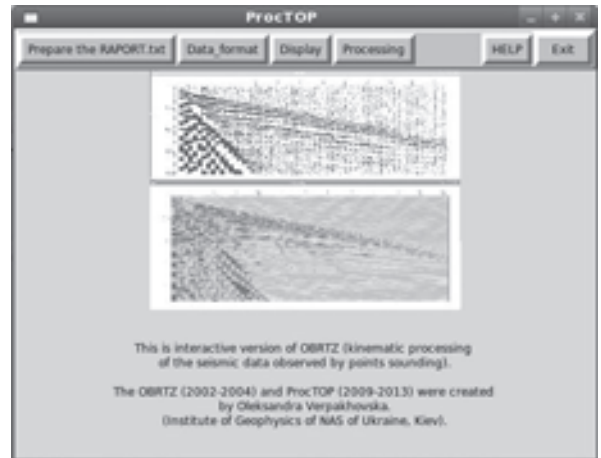 ProcTOP
Prepare the RAPORT.txt Data_format Display Processing HELP Exit
This is interactive version of OBRTZ (kinematic processing
of the seismic data observed by points sounding).
The OBRTZ (2002-2004) and ProcTOP (2009-2013) were created
by Oleksandra Verpakhovska.
(Institute of Geophysics of NAS of Ukraine, Kiev).